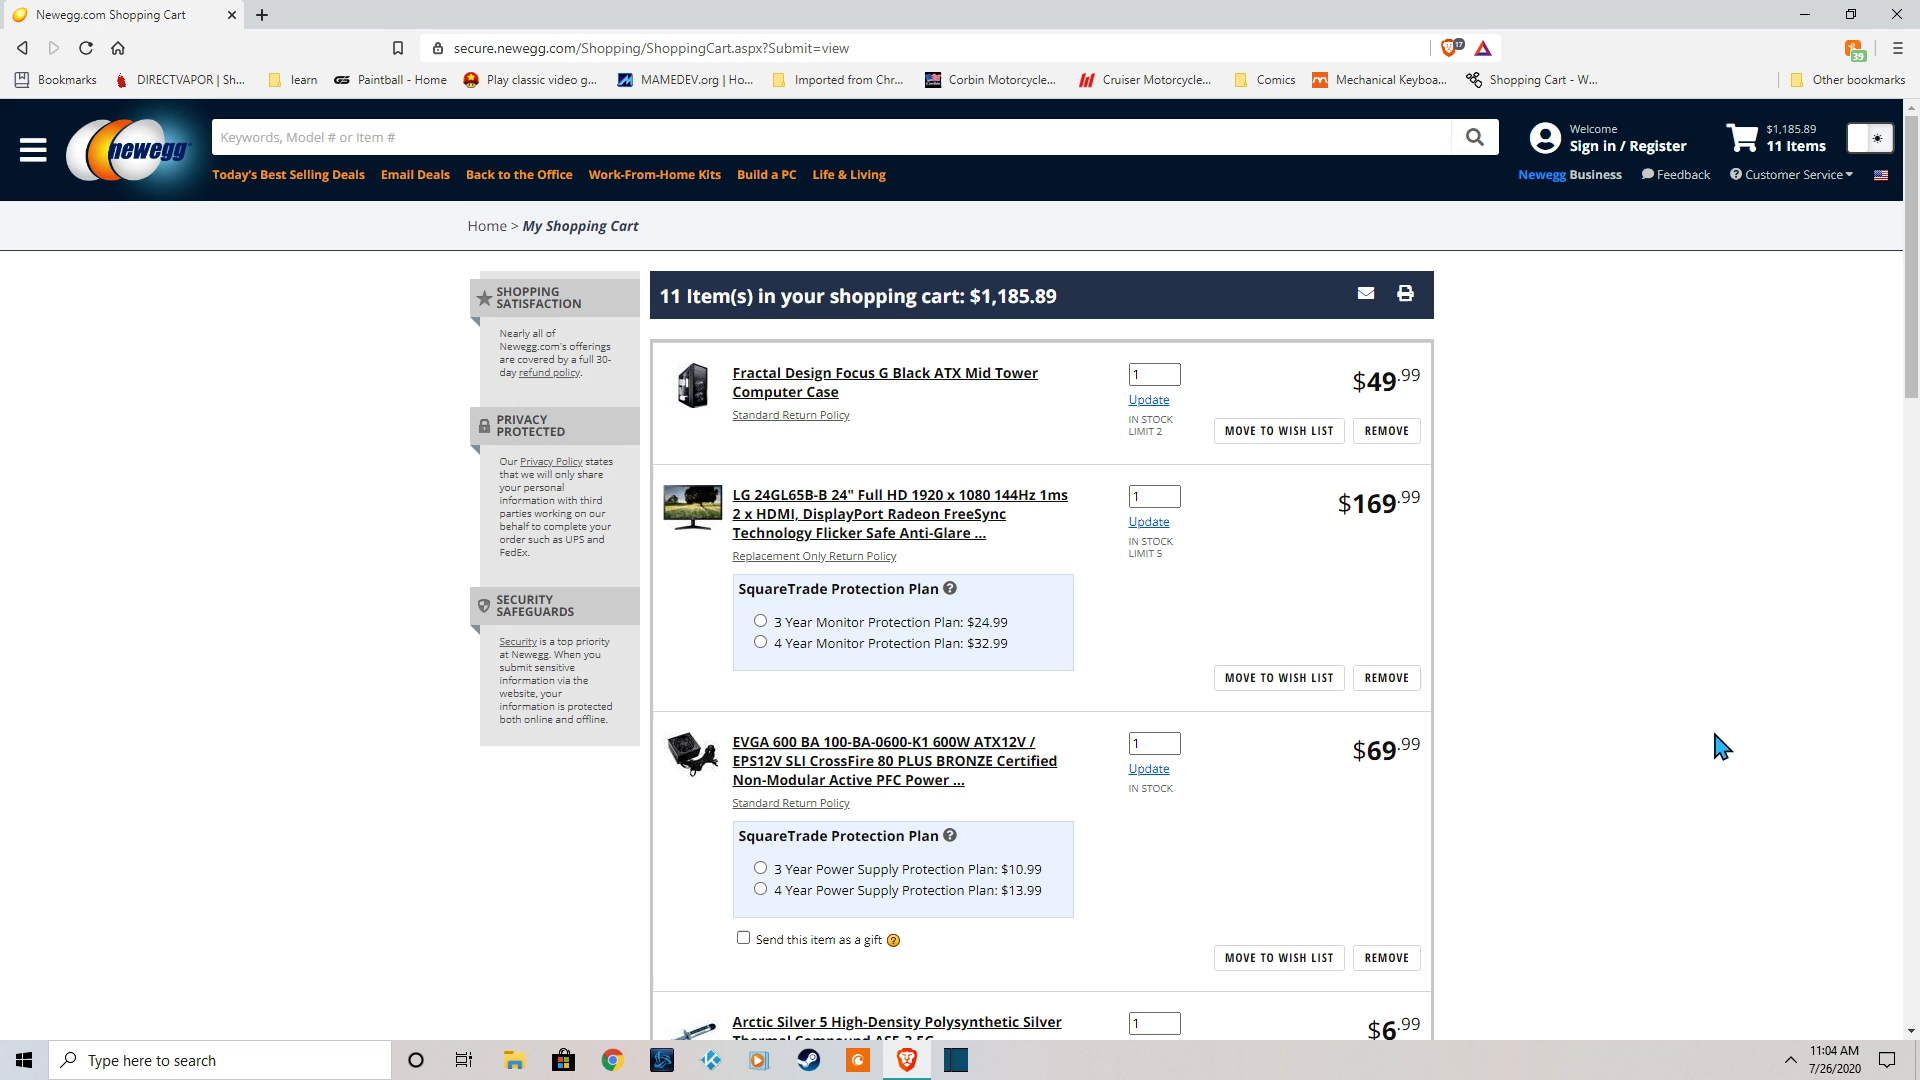 Newegg.com Shopping Cart
secure.newegg.com/Shopping/ShoppingCart.aspx?Submit=view
17
39
Bookmarks
DIRECTVAPOR | Sh...
learn
GS Paintball - Home
Play classic video g...
MAMEDEV.org | Ho...
Imported from Chr...
Corbin Motorcycle...
Cruiser Motorcycle...
Comics
Mechanical Keyboa...
Shopping Cart - W...
Other bookmarks
newegg
Keywords, Model # or Item #
Welcome
Sign in / Register
$1,185.89
11 Items
Today's Best Selling Deals
Email Deals
Back to the Office
Work-From-Home Kits
Build a PC
Life & Living
Newegg Business
Feedback
Customer Service
Home > My Shopping Cart
SHOPPING
SATISFACTION
Nearly all of
Newegg.com's offerings
are covered by a full 30-
day refund policy.
PRIVACY
PROTECTED
Our Privacy Policy states
that we will only share
your personal
information with third
parties working on our
behalf to complete your
order such as UPS and
FedEx.
SECURITY
SAFEGUARDS
Security is a top priority
at Newegg. When you
submit sensitive
information via the
website, your
information is protected
both online and offline.
11 Item(s) in your shopping cart: $1,185.89
Fractal Design Focus G Black ATX Mid Tower
Computer Case
Standard Return Policy
1
Update
IN STOCK
LIMIT 2
$49.99
MOVE TO WISH LIST
REMOVE
LG 24GL65B-B 24" Full HD 1920 x 1080 144Hz 1ms
2 x HDMI, DisplayPort Radeon FreeSync
Technology Flicker Safe Anti-Glare ...
Replacement Only Return Policy
1
Update
IN STOCK
LIMIT 5
$169.99
SquareTrade Protection Plan
3 Year Monitor Protection Plan: $24.99
4 Year Monitor Protection Plan: $32.99
MOVE TO WISH LIST
REMOVE
EVGA 600 BA 100-BA-0600-K1 600W ATX12V /
EPS12V SLI CrossFire 80 PLUS BRONZE Certified
Non-Modular Active PFC Power ...
Standard Return Policy
1
Update
IN STOCK
$69.99
SquareTrade Protection Plan
3 Year Power Supply Protection Plan: $10.99
4 Year Power Supply Protection Plan: $13.99
Send this item as a gift
MOVE TO WISH LIST
REMOVE
Arctic Silver 5 High-Density Polysynthetic Silver
Thermal Compound AS5-3.5G
1
$6.99
Type here to search
11:04 AM
7/26/2020